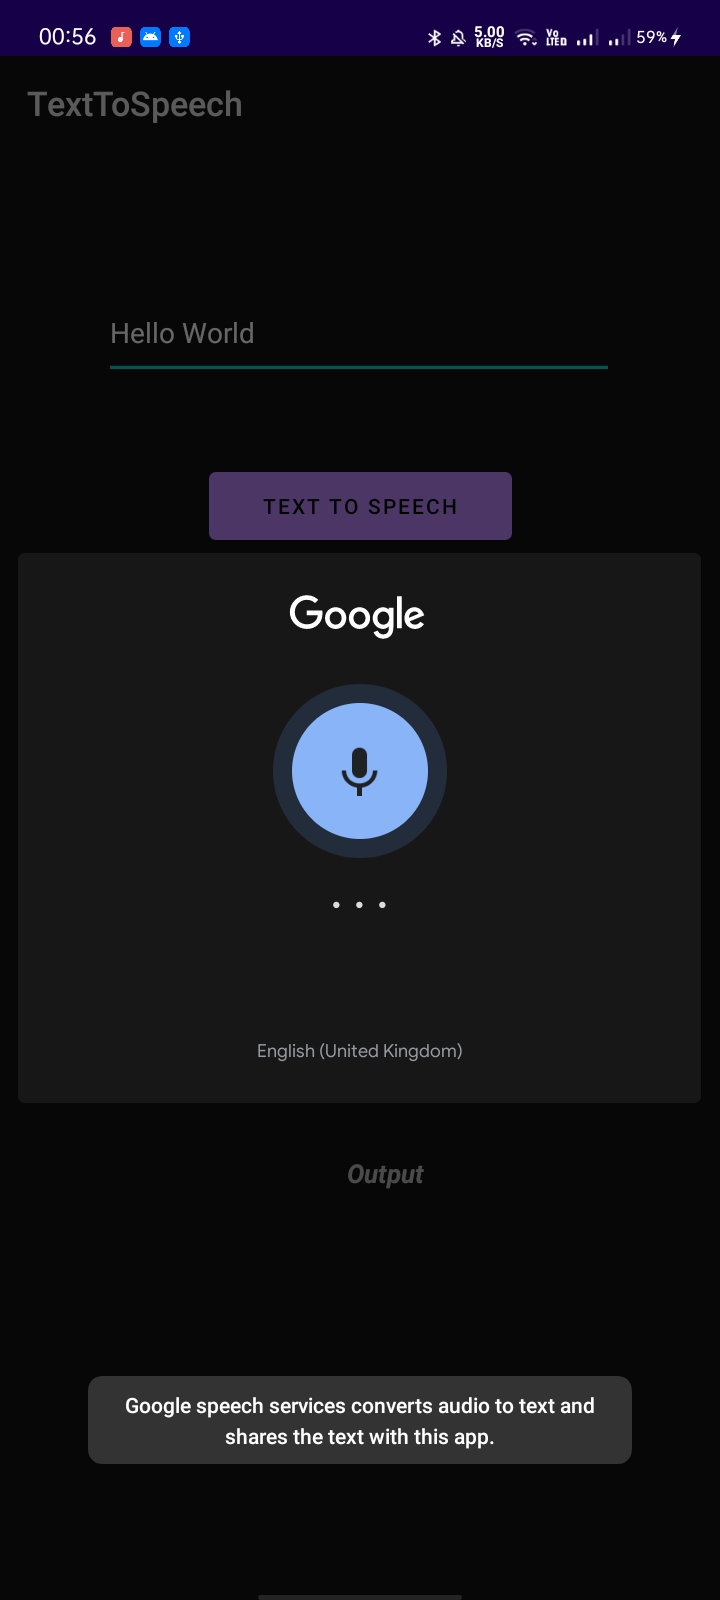 00:56 5.00 KB/S Vo LTE 59%
TextToSpeech
Hello World
TEXT TO SPEECH
Google
English (United Kingdom)
Output
Google speech services converts audio to text and
shares the text with this app.